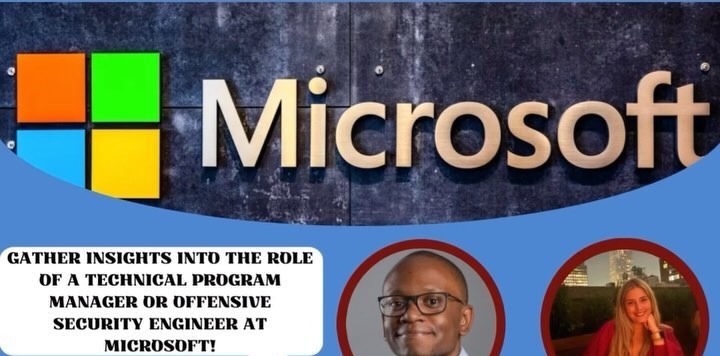 Microsoft
GATHER INSIGHTS INTO THE ROLE
OF A TECHNICAL PROGRAM
MANAGER OR OFFENSIVE
SECURITY ENGINEER AT
MICROSOFT!